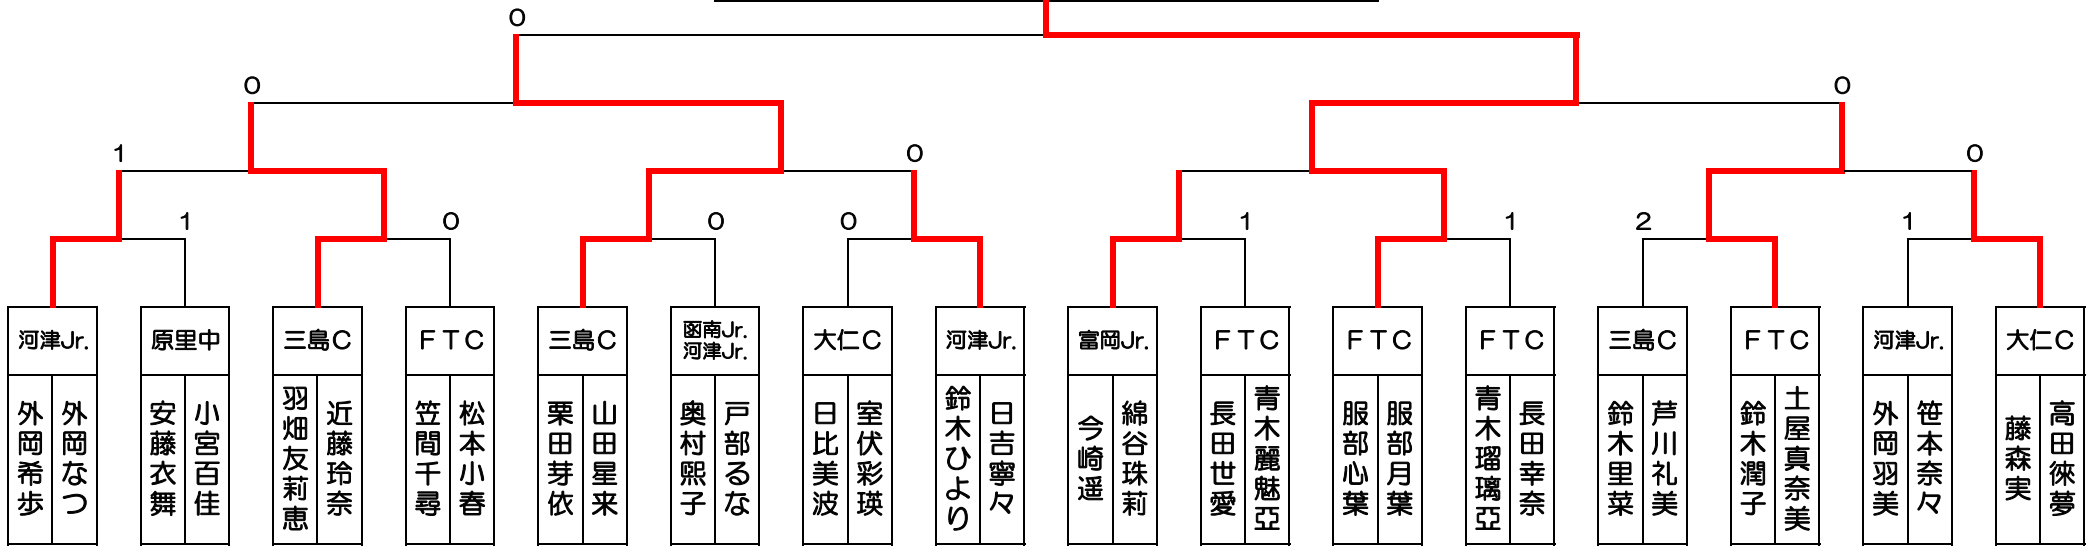 0
0
0
1
0
0
1
0
0
0
1
1
2
1
河津Jr.
原里中
三島C
FTC
三島C
函南Jr.
河津Jr.
大仁C
河津Jr.
富岡Jr.
FTC
FTC
FTC
三島C
FTC
河津Jr.
大仁C
外岡希歩
外岡なつ
安藤衣舞
小宮百佳
羽畑友莉恵
近藤玲奈
笠間千尋
松本小春
栗田芽依
山田星来
奥村熙子
戸部るな
日比美波
室伏彩瑛
鈴木ひより
日吉寧々
今崎遥
綿谷珠莉
長田世愛
青木麗魅亞
服部心葉
服部月葉
青木瑠璃亞
長田幸奈
鈴木里菜
芦川礼美
鈴木潤子
土屋真奈美
外岡羽美
笹本奈々
藤森実
高田徠夢